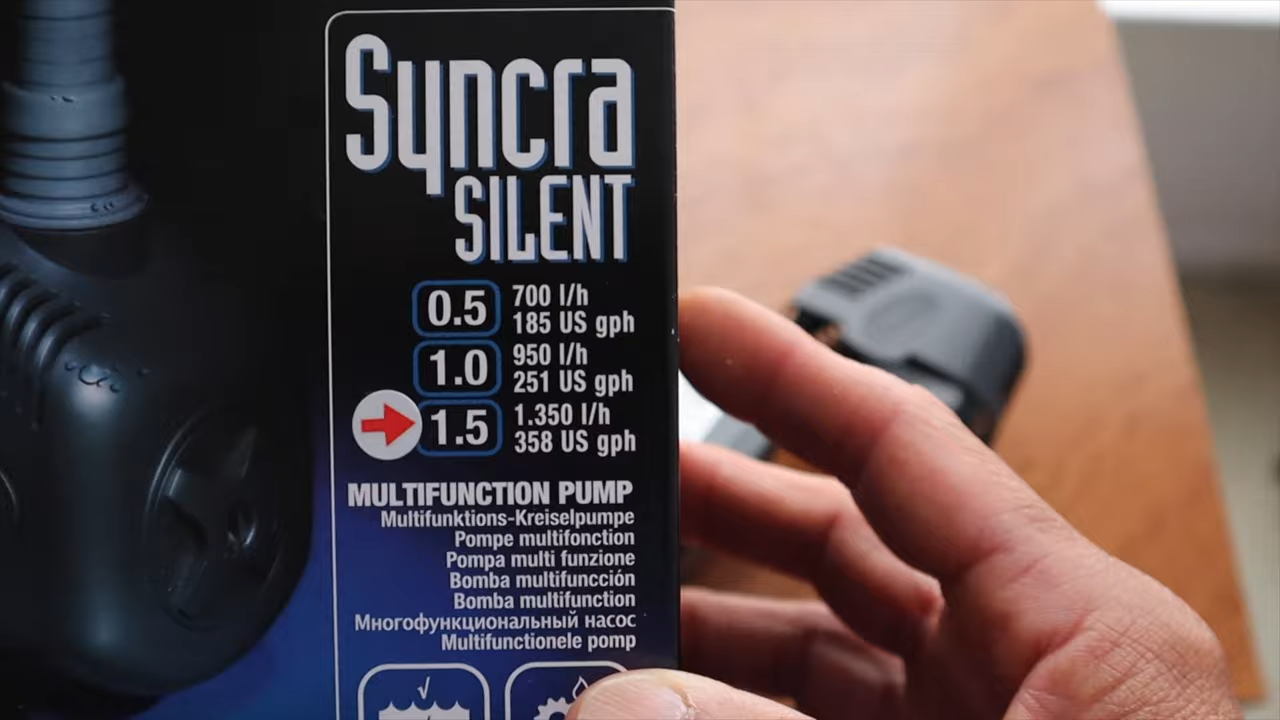 Syncra
SILENT
0.5 700 l/h
185 US gph
1.0 950 l/h
251 US gph
1.5 1.350 l/h
358 US gph
MULTIFUNCTION PUMP
Multifunktions-Kreiselpumpe
Pompe multifonction
Pompa multi funzione
Bomba multifuncción
Bomba multifunction
Многофункциональный насос
Multifunctionele pomp